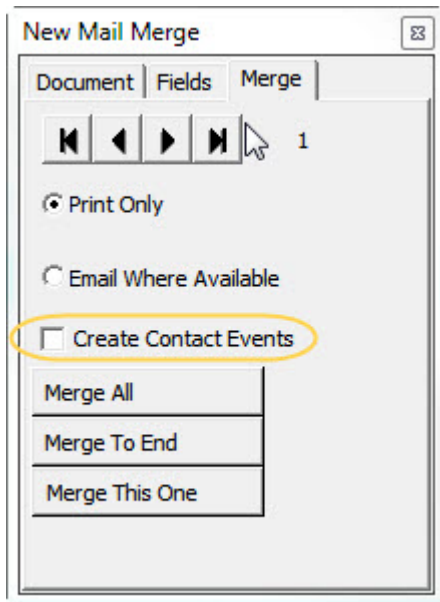 New Mail Merge
Document Fields Merge
1
Print Only
Email Where Available
Create Contact Events
Merge All
Merge To End
Merge This One